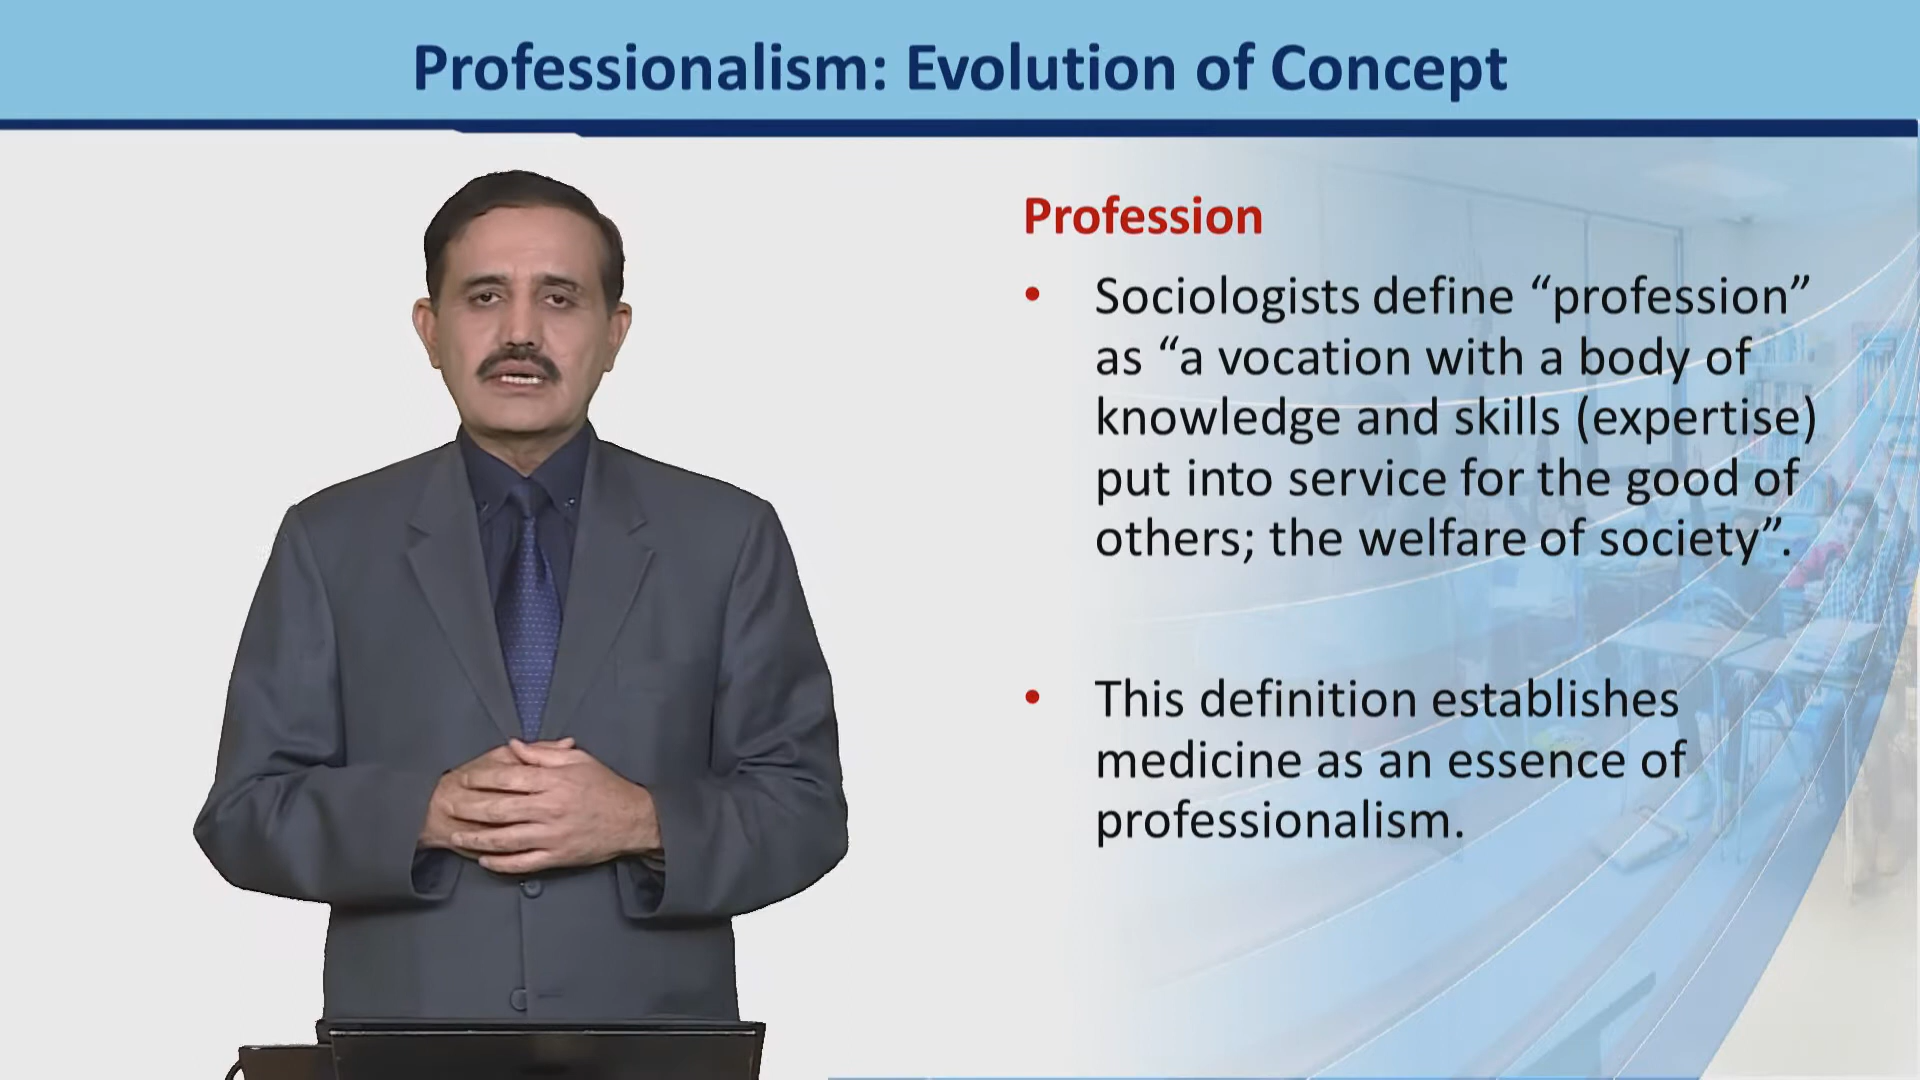 Professionalism: Evolution of Concept
Profession
• Sociologists define “profession”
as “a vocation with a body of
knowledge and skills (expertise)
put into service for the good of
others; the welfare of society”.
• This definition establishes
medicine as an essence of
professionalism.